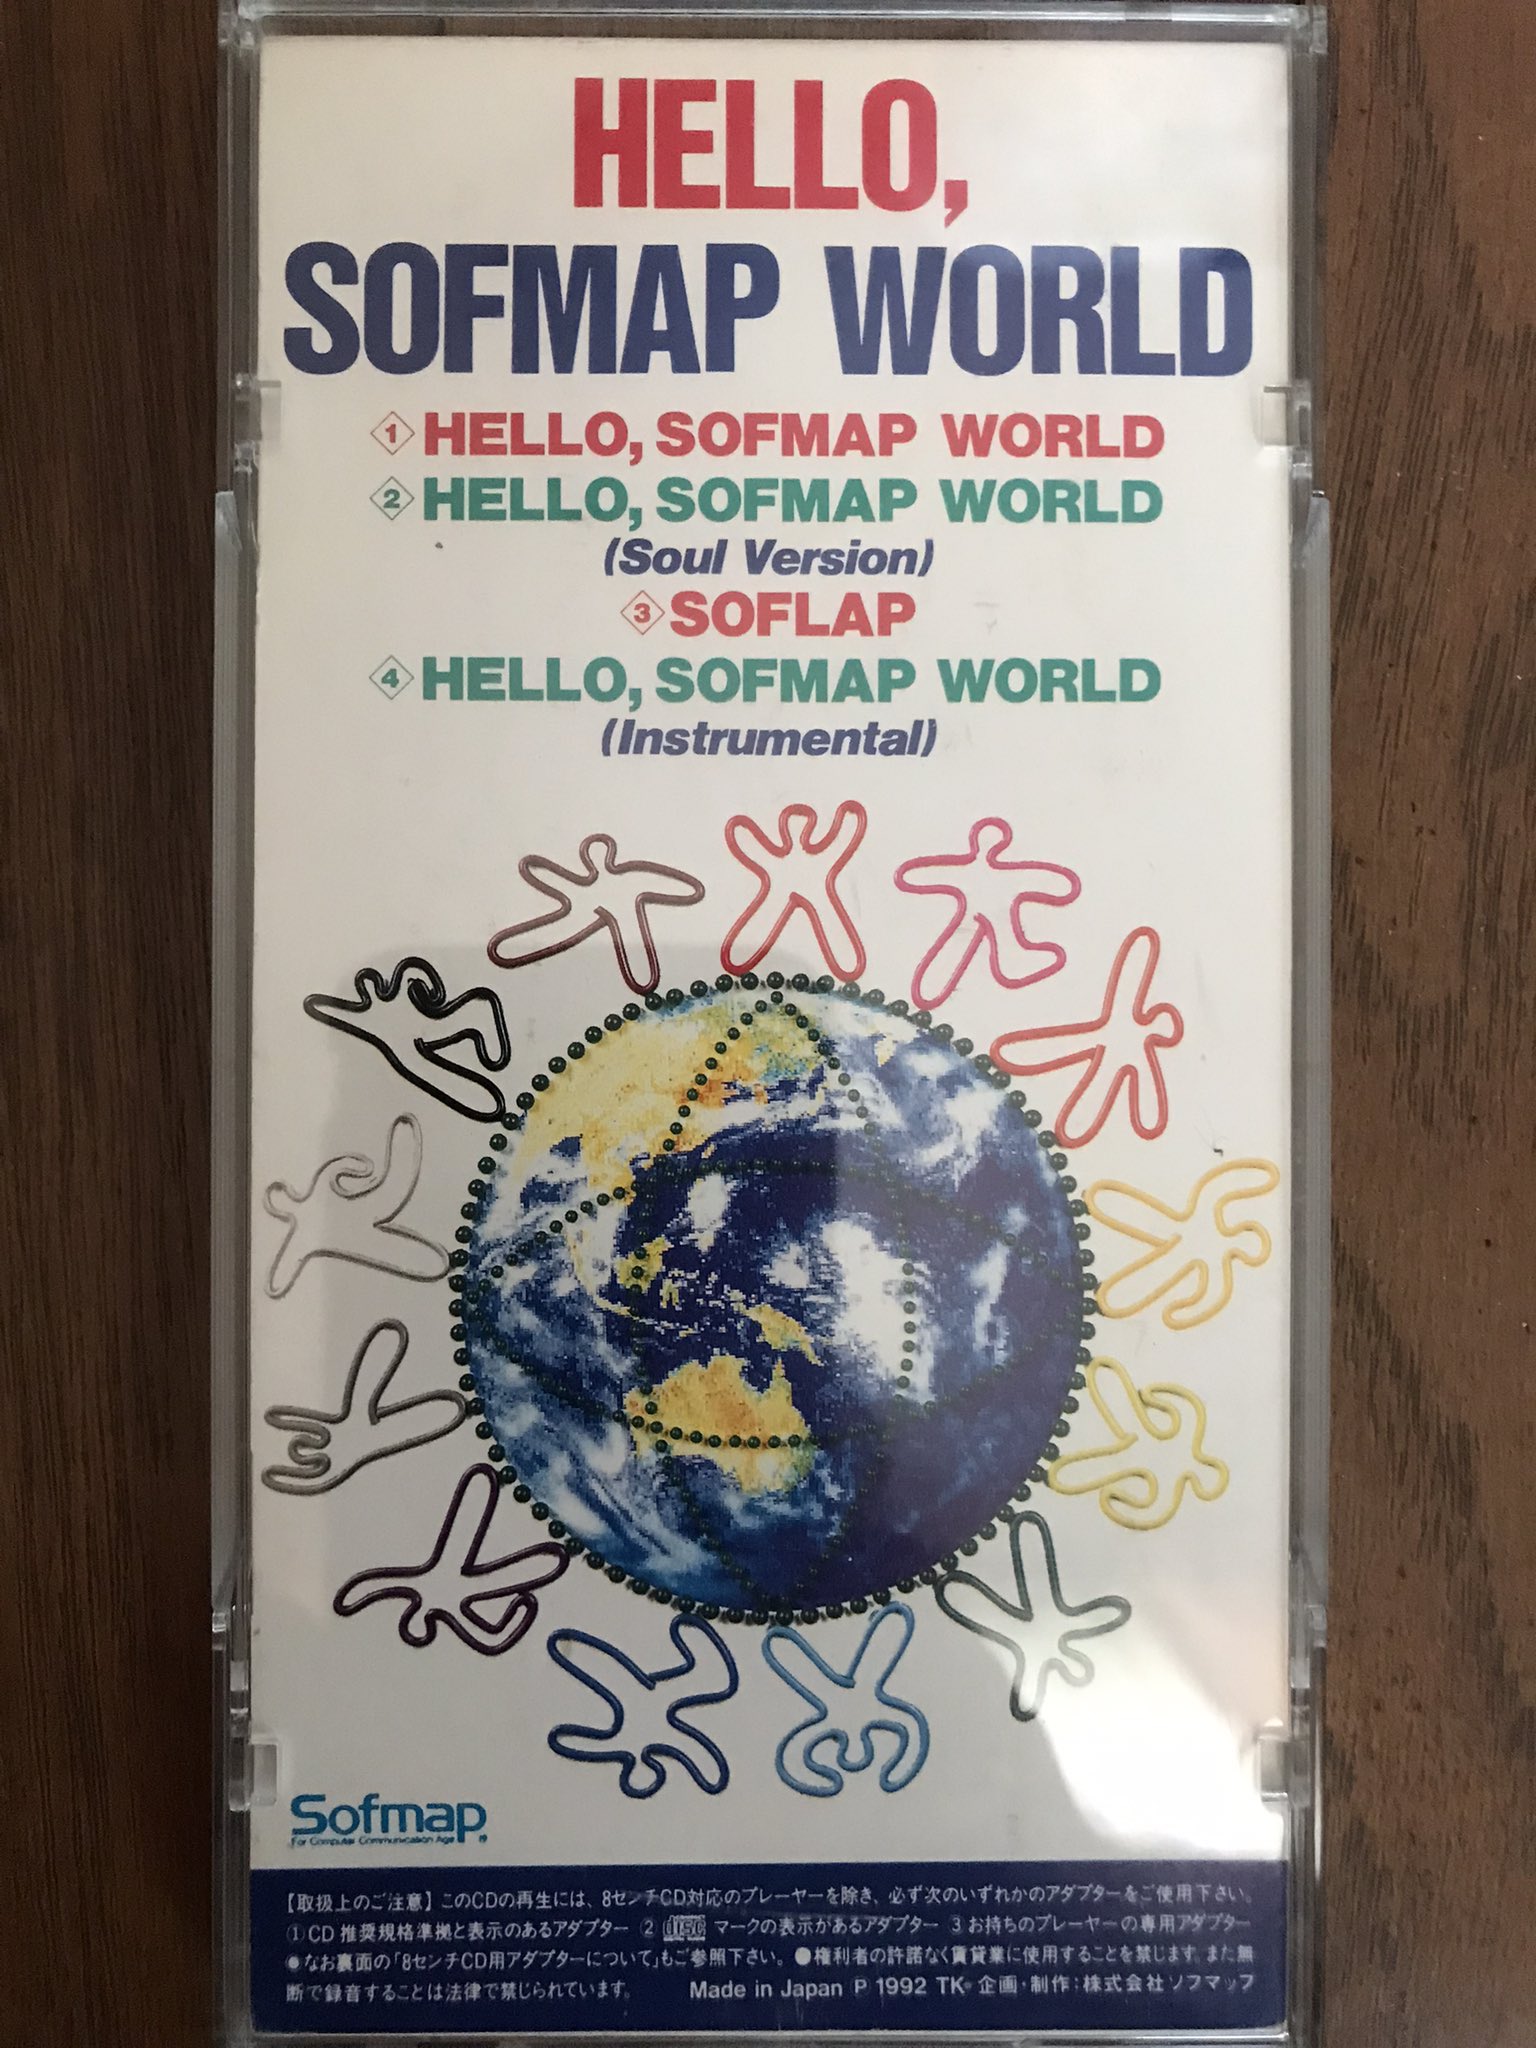 HELLO,
SOFMAP WORLD
1 HELLO, SOFMAP WORLD
2 HELLO, SOFMAP WORLD
(Soul Version)
3 SOFLAP
4 HELLO, SOFMAP WORLD
(Instrumental)
Sofmap
For Computer Communication Age
【取扱上のご注意】このCDの再生には、8センチCD対応のプレーヤーを除き、必ず次のいずれかのアダプターをご使用下さい。
①CD 推奨規格準拠と表示のあるアダプター ② disc マークの表示があるアダプター ③お持ちのプレーヤーの専用アダプター
●なお裏面の「8センチCD用アダプターについて」もご参照下さい。●権利者の許諾なく賃貸業に使用することを禁じます。また無
断で録音することは法律で禁じられています。 Made in Japan P 1992 TK 企画・制作：株式会社ソフマップ